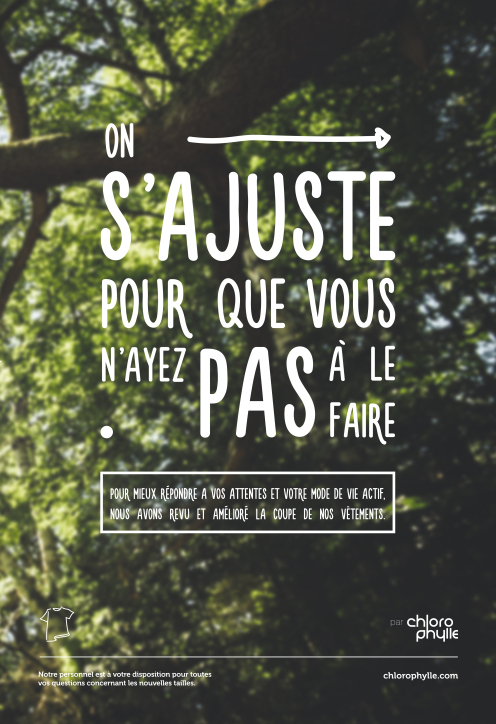 ON
S'AJUSTE
POUR QUE VOUS
N'AYEZ PAS À LE
. FAIRE
POUR MIEUX RÉPONDRE A VOS ATTENTES ET VOTRE MODE DE VIE ACTIF,
NOUS AVONS REVU ET AMÉLIORÉ LA COUPE DE NOS VÊTEMENTS.
par chloro
phylle
Notre personnel est à votre disposition pour toutes
vos questions concernant les nouvelles tailles.
chlorophylle.com